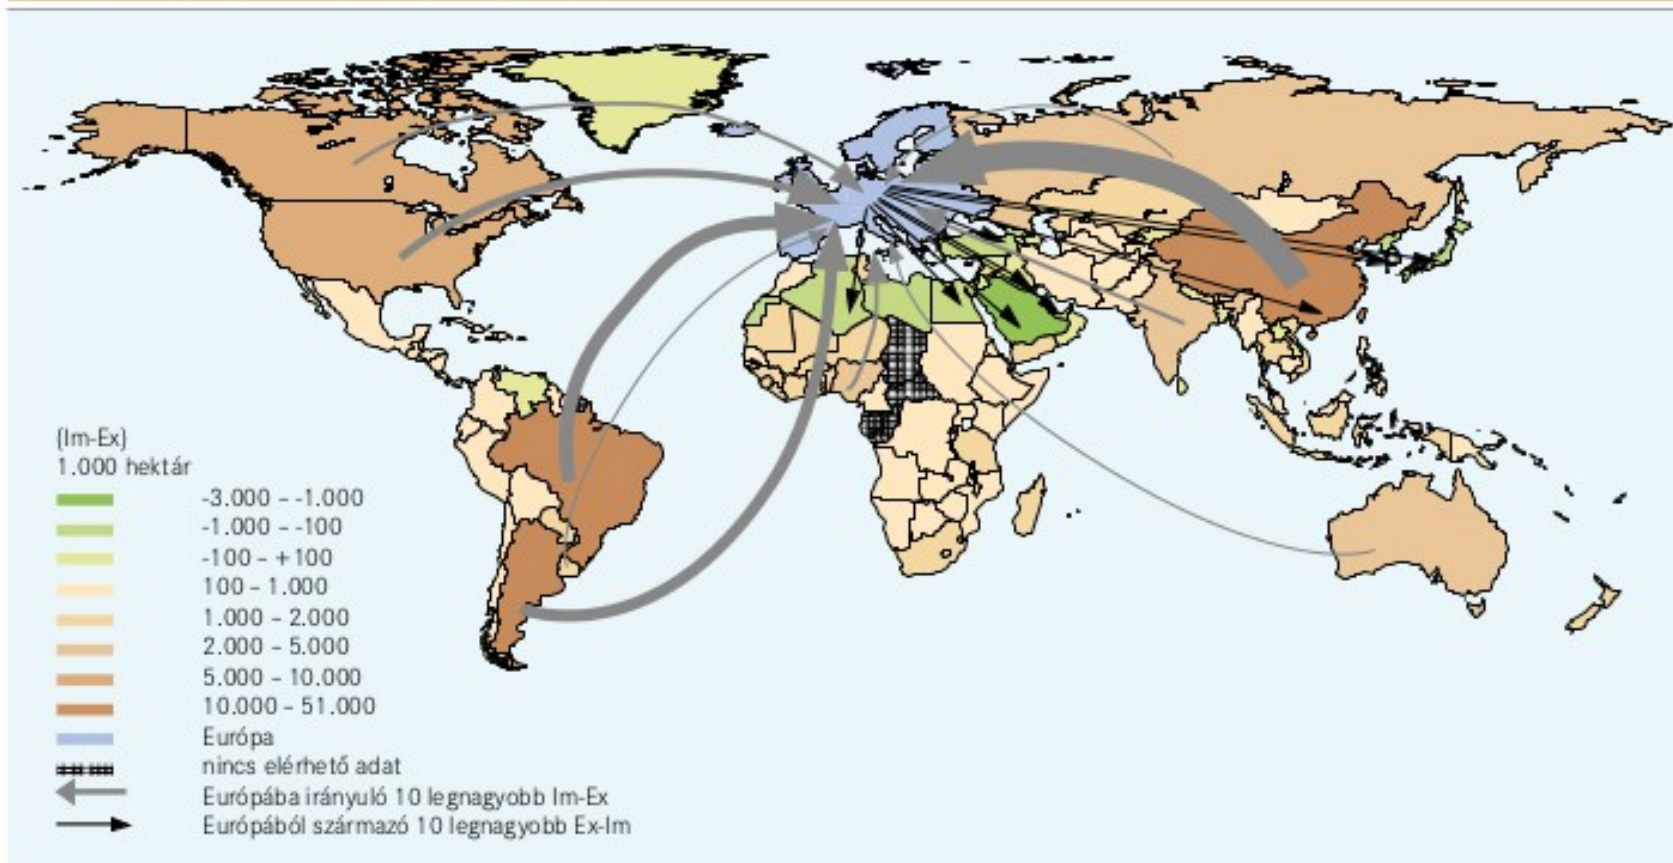 (Im-Ex)
1.000 hektár
-3.000 – -1.000
-1.000 – -100
-100 – +100
100 – 1.000
1.000 – 2.000
2.000 – 5.000
5.000 – 10.000
10.000 – 51.000
Európa
nincs elérhető adat
Európába irányuló 10 legnagyobb Im-Ex
Európából származó 10 legnagyobb Ex-Im